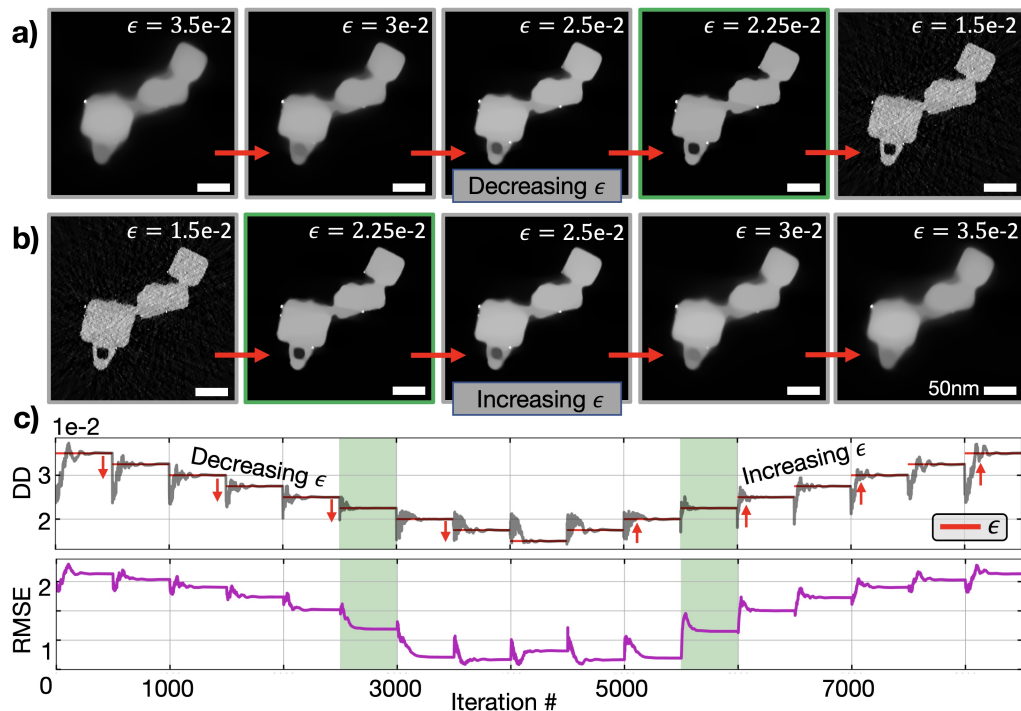 a)
ϵ = 3.5e-2
ϵ = 3e-2
ϵ = 2.5e-2
ϵ = 2.25e-2
ϵ = 1.5e-2
Decreasing ϵ
b)
ϵ = 1.5e-2
ϵ = 2.25e-2
ϵ = 2.5e-2
ϵ = 3e-2
ϵ = 3.5e-2
Increasing ϵ
50nm
c)
1e-2
DD
3
2
Decreasing ϵ
Increasing ϵ
ϵ
RMSE
2
1
0 1000 3000 5000 7000
Iteration #